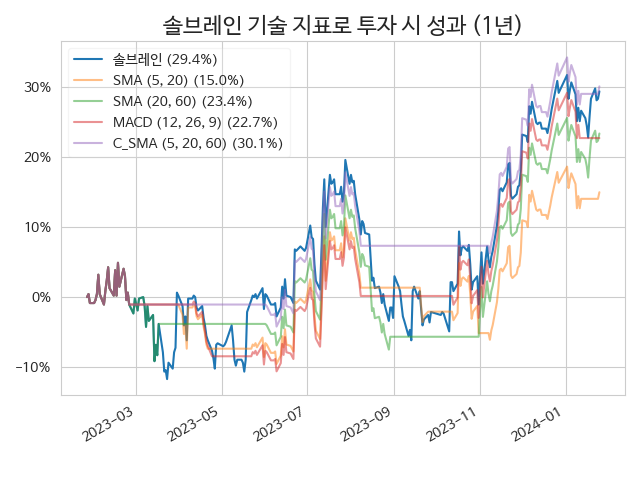 솔브레인 기술 지표로 투자 시 성과 (1년)
솔브레인 (29.4%)
SMA (5, 20) (15.0%)
SMA (20, 60) (23.4%)
MACD (12, 26, 9) (22.7%)
C_SMA (5, 20, 60) (30.1%)
30%
20%
10%
0%
−10%
2023−03
2023−05
2023−07
2023−09
2023−11
2024−01